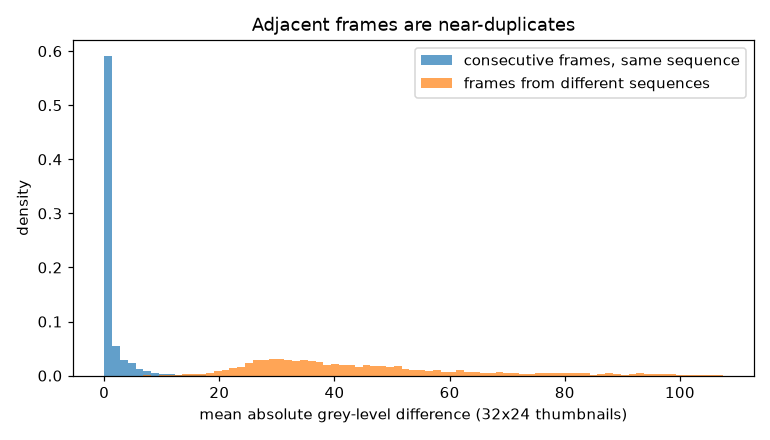 Adjacent frames are near-duplicates
consecutive frames, same sequence
frames from different sequences
density
0.6
0.5
0.4
0.3
0.2
0.1
0.0
0
20
40
60
80
100
mean absolute grey-level difference (32x24 thumbnails)